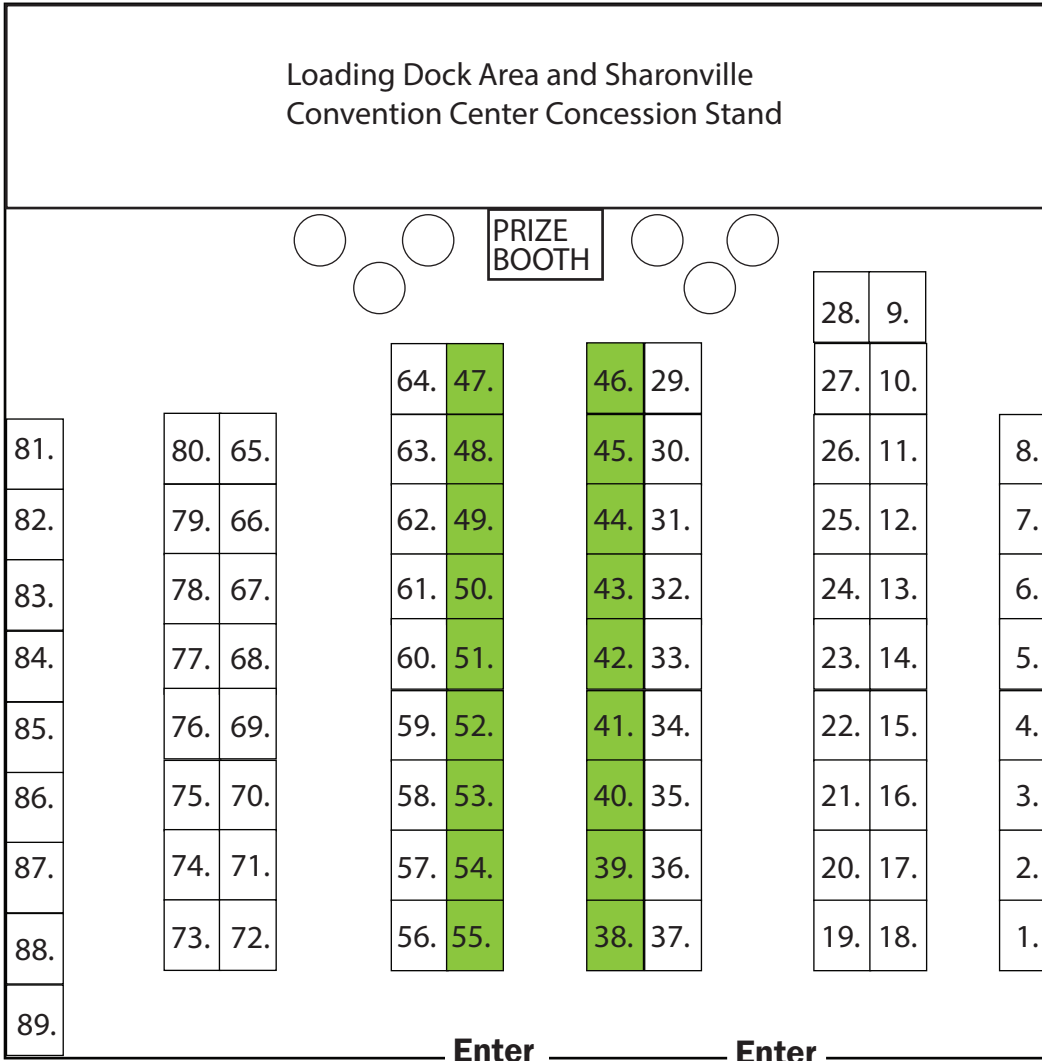 Loading Dock Area and Sharonville
Convention Center Concession Stand
PRIZE
BOOTH
28. 9.
64. 47. 46. 29. 27. 10.
81. 80. 65. 63. 48. 45. 30. 26. 11. 8.
82. 79. 66. 62. 49. 44. 31. 25. 12. 7.
83. 78. 67. 61. 50. 43. 32. 24. 13. 6.
84. 77. 68. 60. 51. 42. 33. 23. 14. 5.
85. 76. 69. 59. 52. 41. 34. 22. 15. 4.
86. 75. 70. 58. 53. 40. 35. 21. 16. 3.
87. 74. 71. 57. 54. 39. 36. 20. 17. 2.
88. 73. 72. 56. 55. 38. 37. 19. 18. 1.
89.
Enter Enter